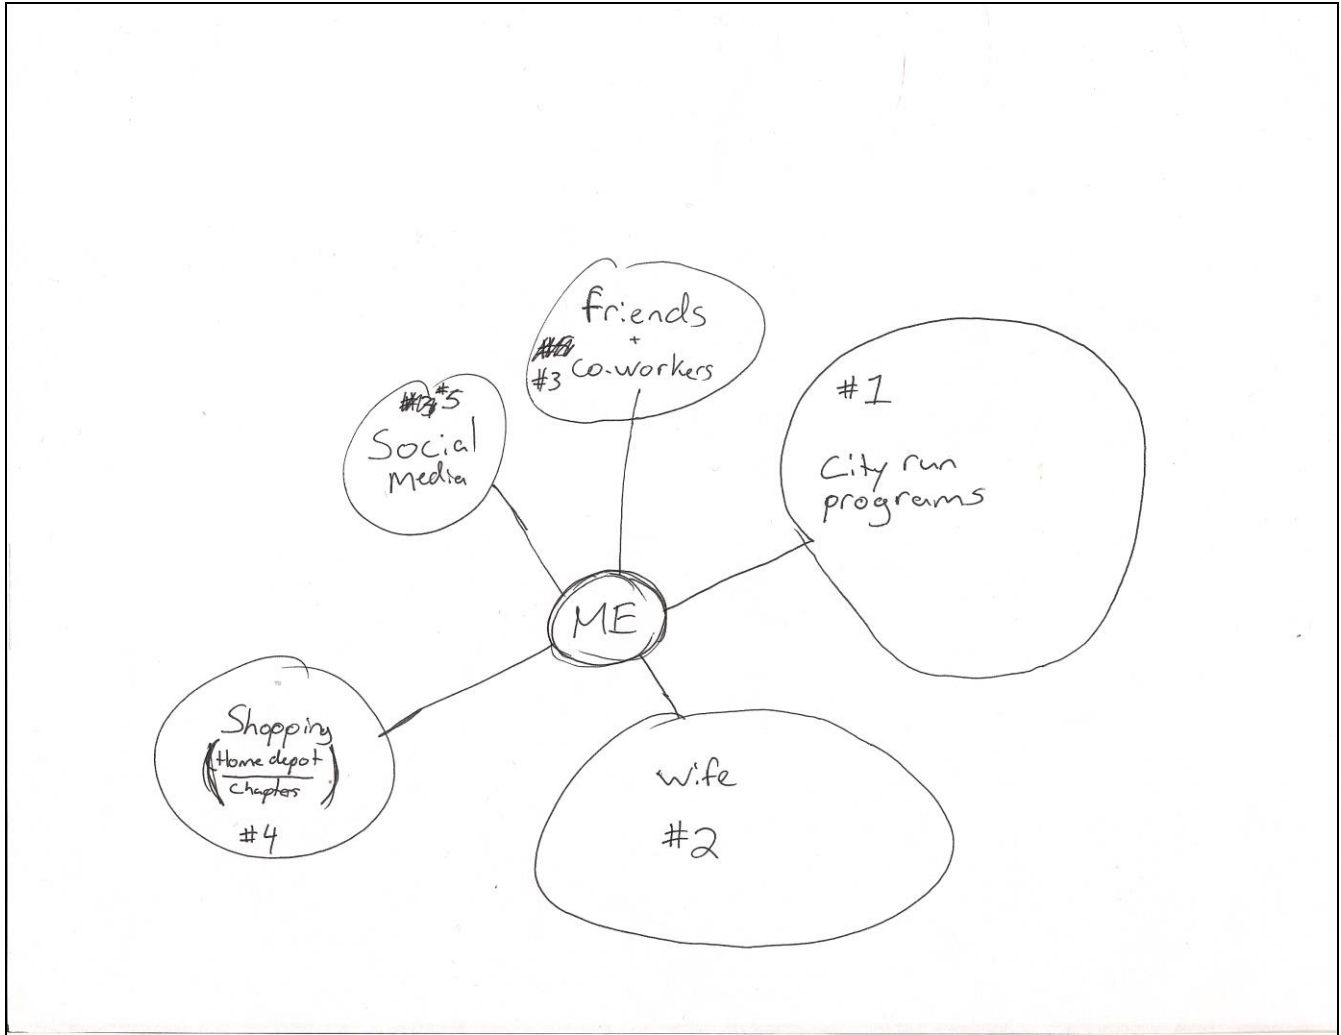 friends
+
#3 Co-workers
#5
Social
Media
#1
City run
programs
ME
Shopping
(Home depot
Chapters)
#4
wife
#2